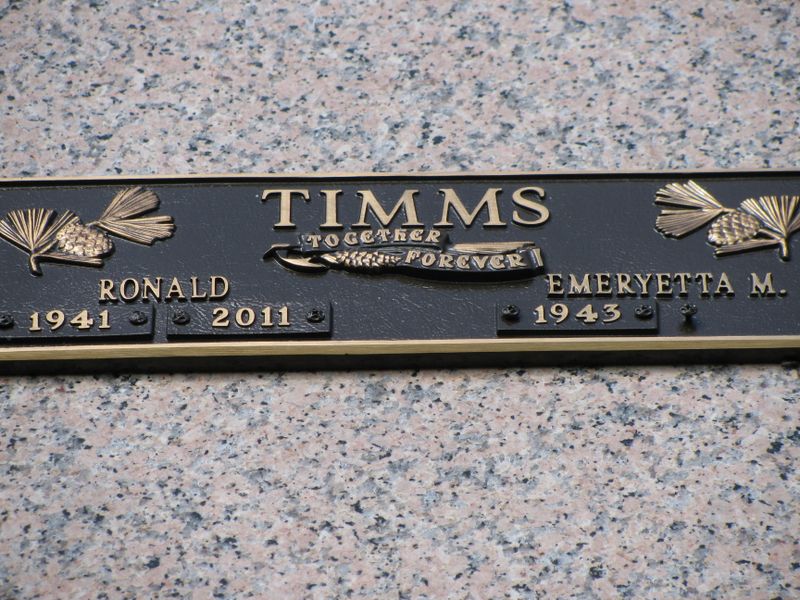 TIMMS
TOGETHER
FOREVER
RONALD
1941 2011
EMERYETTA M.
1943